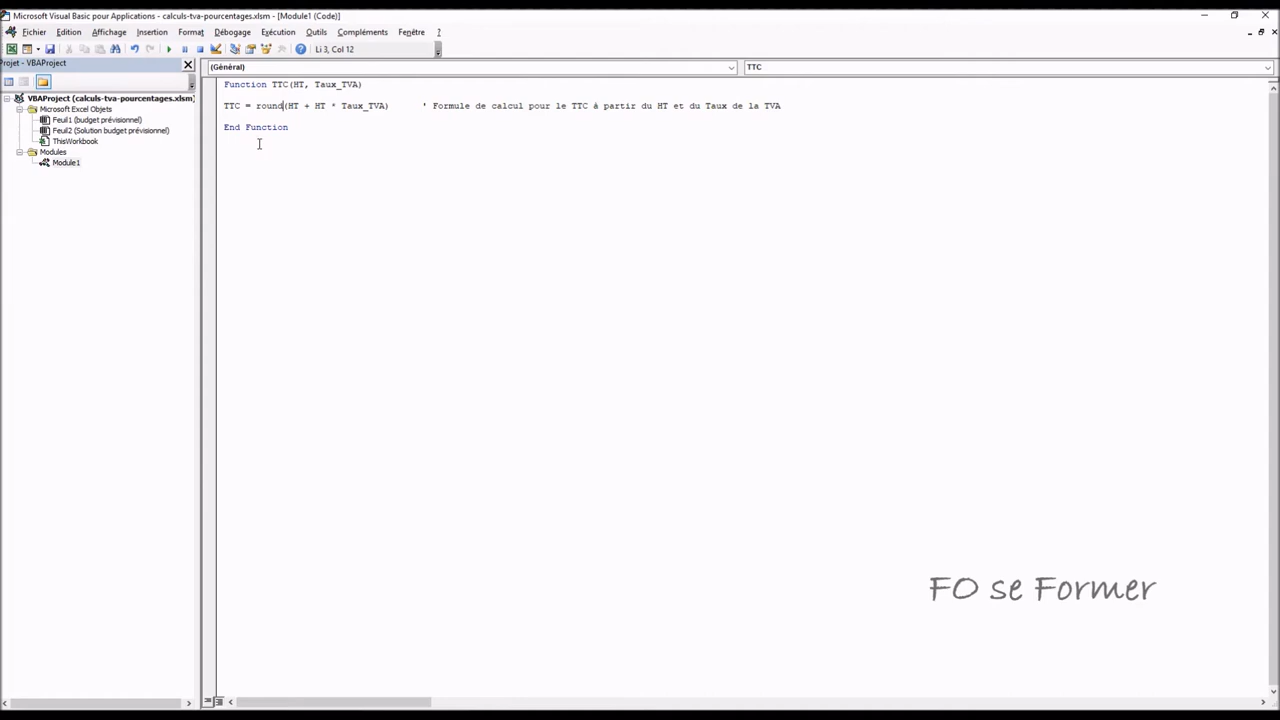 Microsoft Visual Basic pour Applications - calculs-tva-pourcentages.xlsm - [Module1 (Code)]
Fichier Edition Affichage Insertion Format Débogage Exécution Outils Compléments Fenêtre ?
Li 3, Col 12
Projet - VBAProject
(Général) TTC
VBAProject (calculs-tva-pourcentages.xlsm)
Microsoft Excel Objets
Feuil1 (budget prévisionnel)
Feuil2 (Solution budget prévisionnel)
ThisWorkbook
Modules
Module1
Function TTC(HT, Taux_TVA)
TTC = round(HT + HT * Taux_TVA) ' Formule de calcul pour le TTC à partir du HT et du Taux de la TVA
End Function
FO se Former